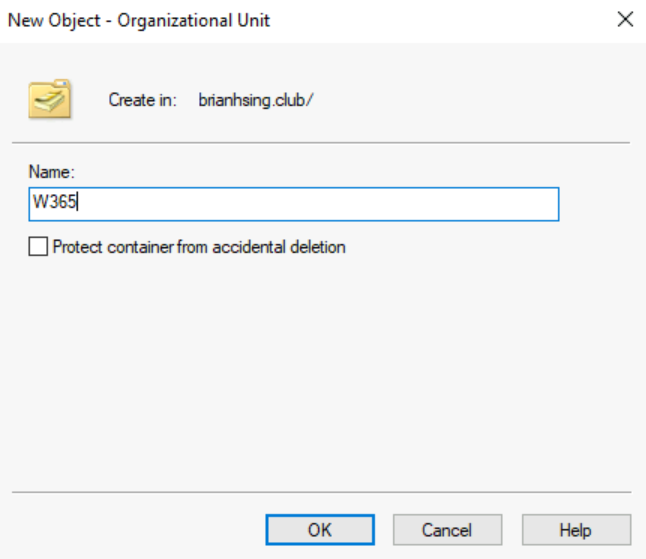 New Object - Organizational Unit
Create in: brianhsing.club/
Name:
W365
Protect container from accidental deletion
OK Cancel Help